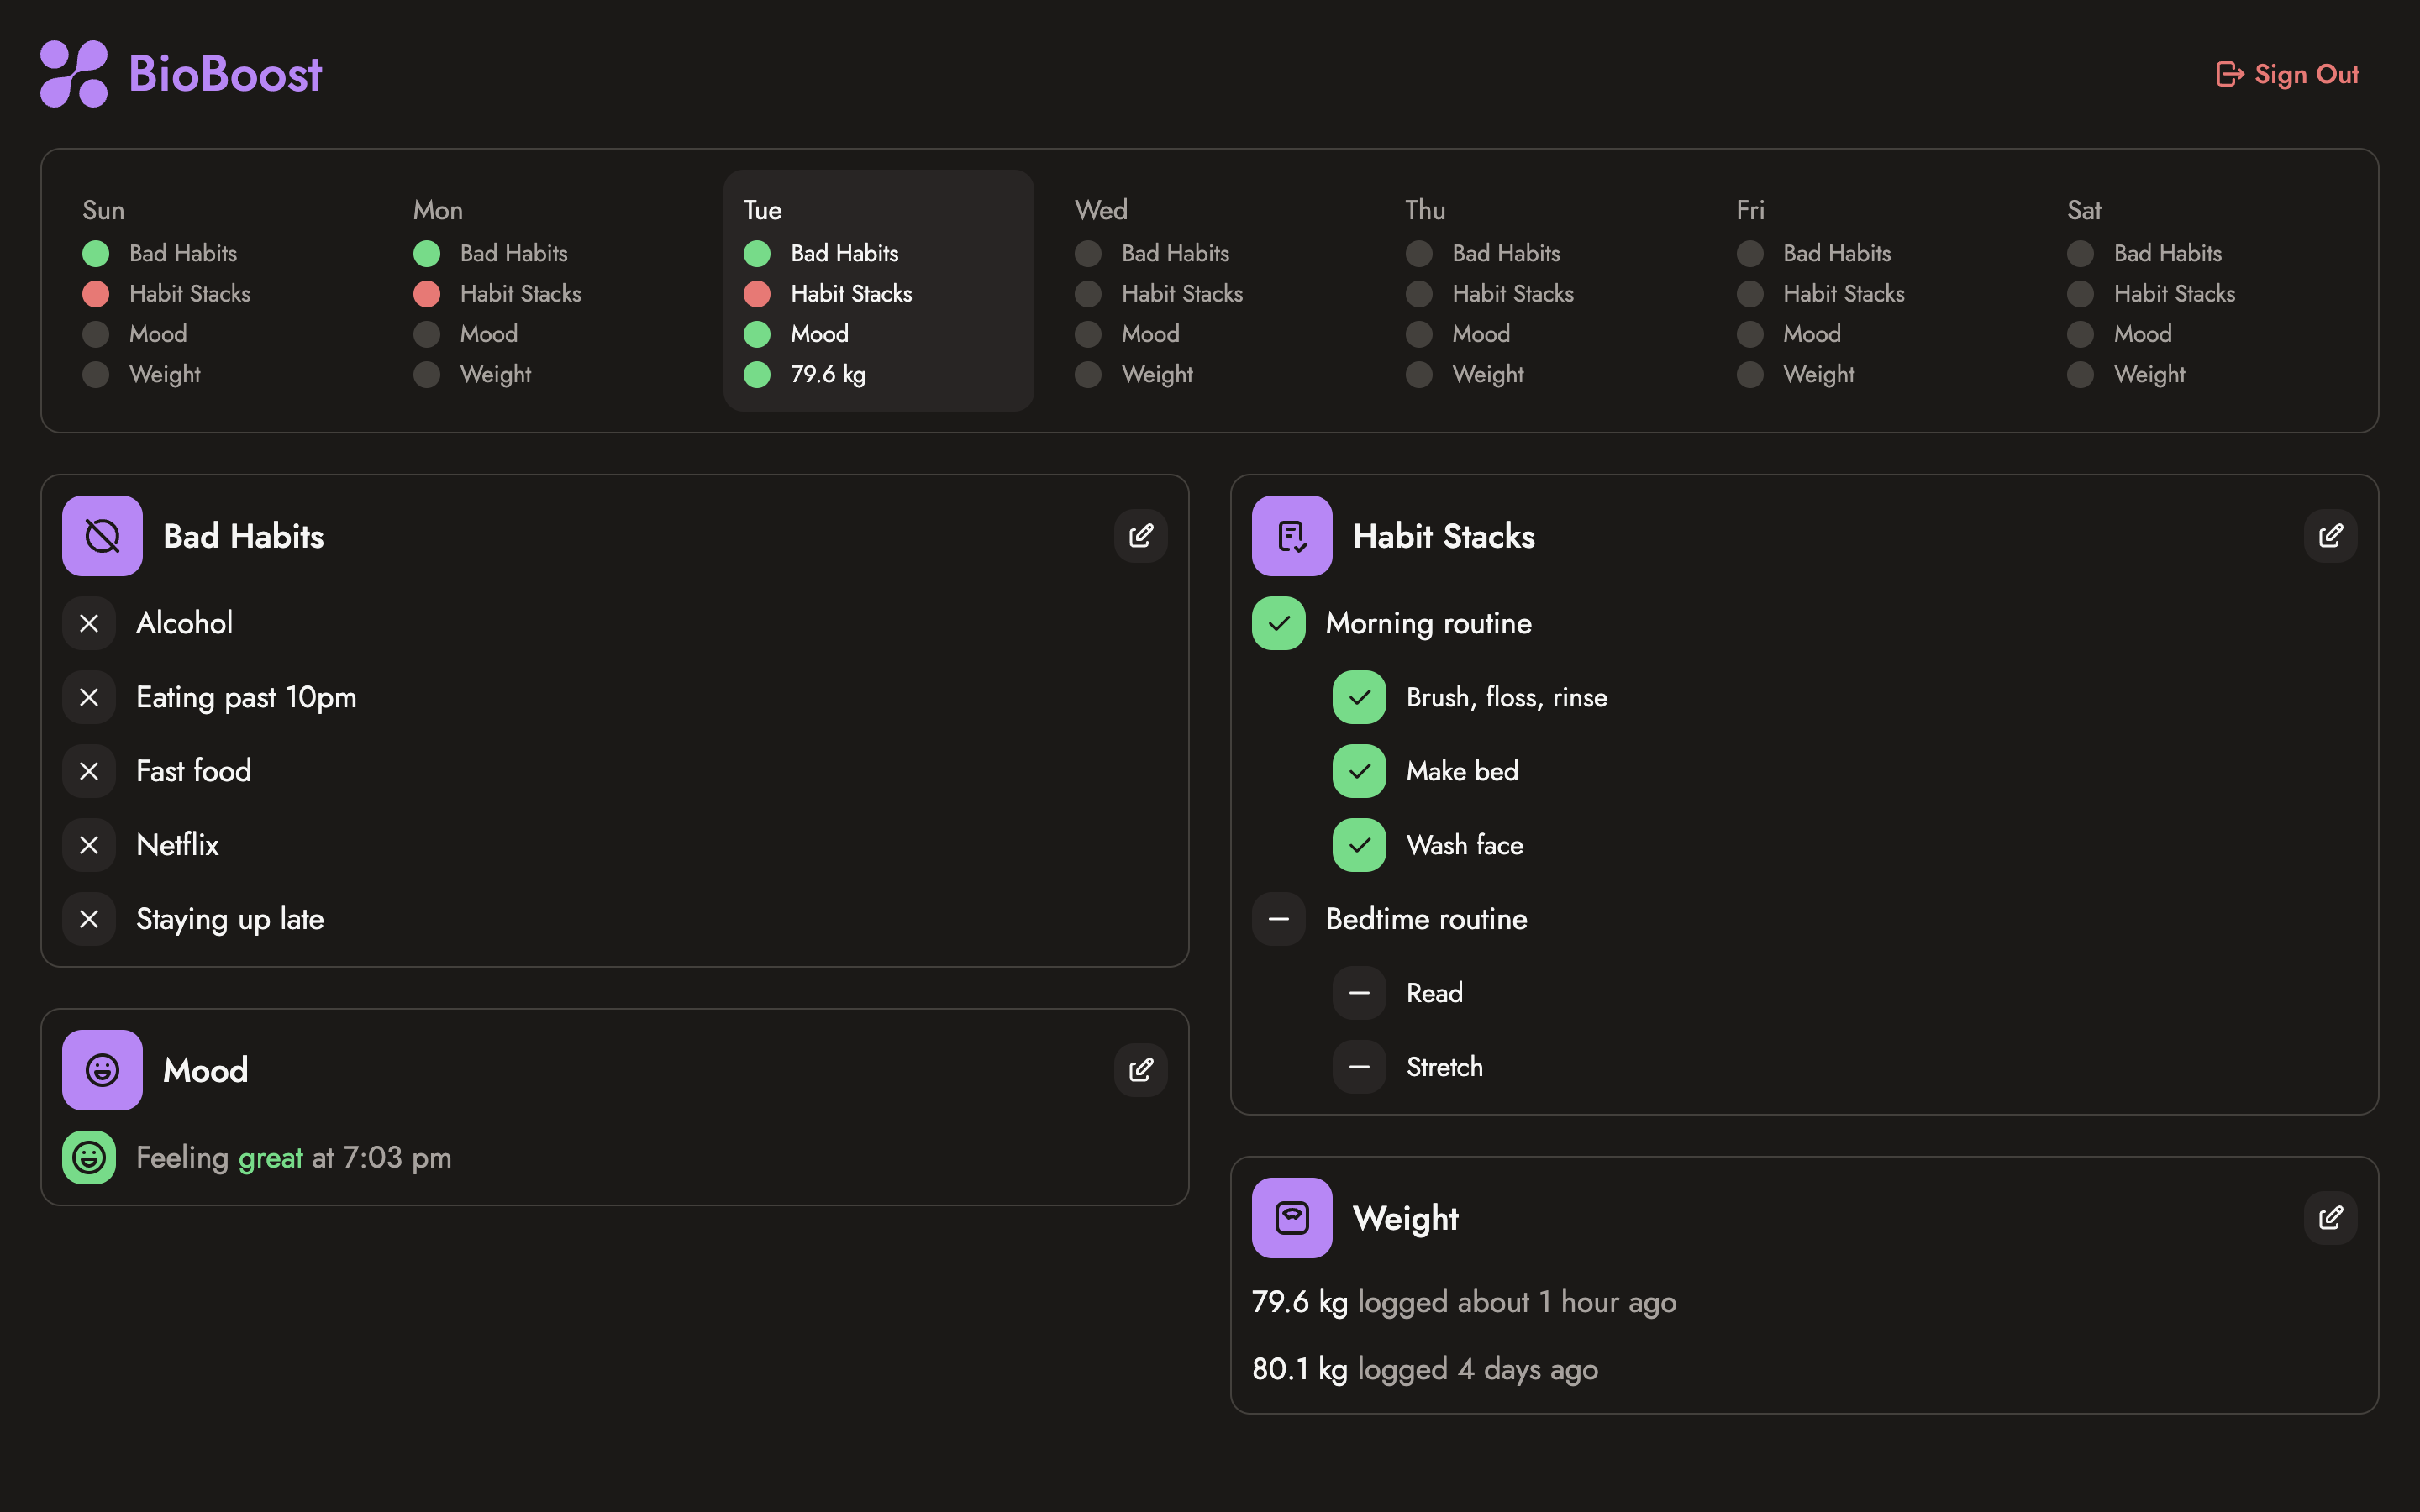 BioBoost
Sign Out
Sun
Bad Habits
Habit Stacks
Mood
Weight
Mon
Bad Habits
Habit Stacks
Mood
Weight
Tue
Bad Habits
Habit Stacks
Mood
79.6 kg
Wed
Bad Habits
Habit Stacks
Mood
Weight
Thu
Bad Habits
Habit Stacks
Mood
Weight
Fri
Bad Habits
Habit Stacks
Mood
Weight
Sat
Bad Habits
Habit Stacks
Mood
Weight
Bad Habits
Alcohol
Eating past 10pm
Fast food
Netflix
Staying up late
Mood
Feeling great at 7:03 pm
Habit Stacks
Morning routine
Brush, floss, rinse
Make bed
Wash face
Bedtime routine
Read
Stretch
Weight
79.6 kg logged about 1 hour ago
80.1 kg logged 4 days ago